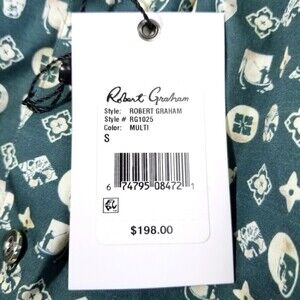 Robert Graham
Style: ROBERT GRAHAM
Style # RG1025
Color: MULTI
S
6 74795 08472 1
$198.00